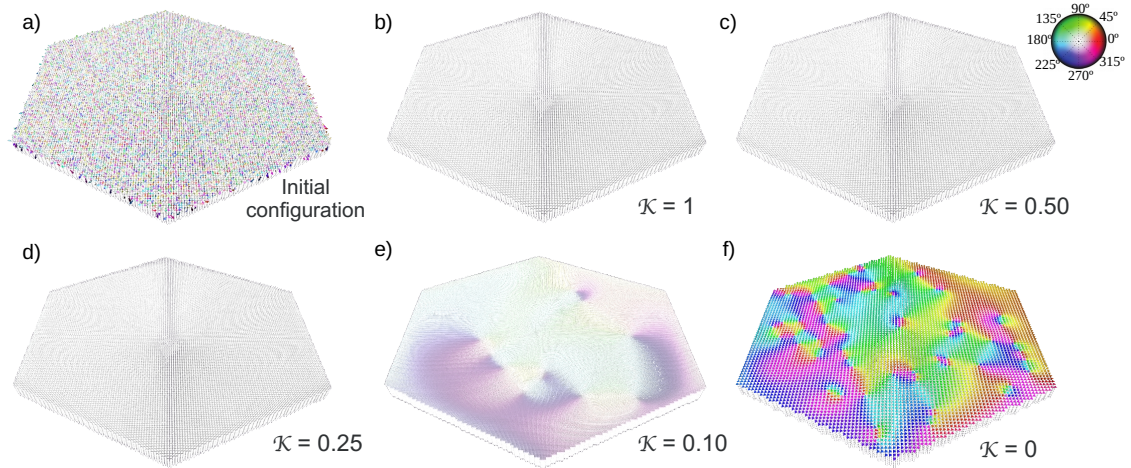 a)
Initial
configuration
b)
𝒦 = 1
c)
𝒦 = 0.50
90º
135º
45º
180º
0º
225º
315º
270º
d)
𝒦 = 0.25
e)
𝒦 = 0.10
f)
𝒦 = 0